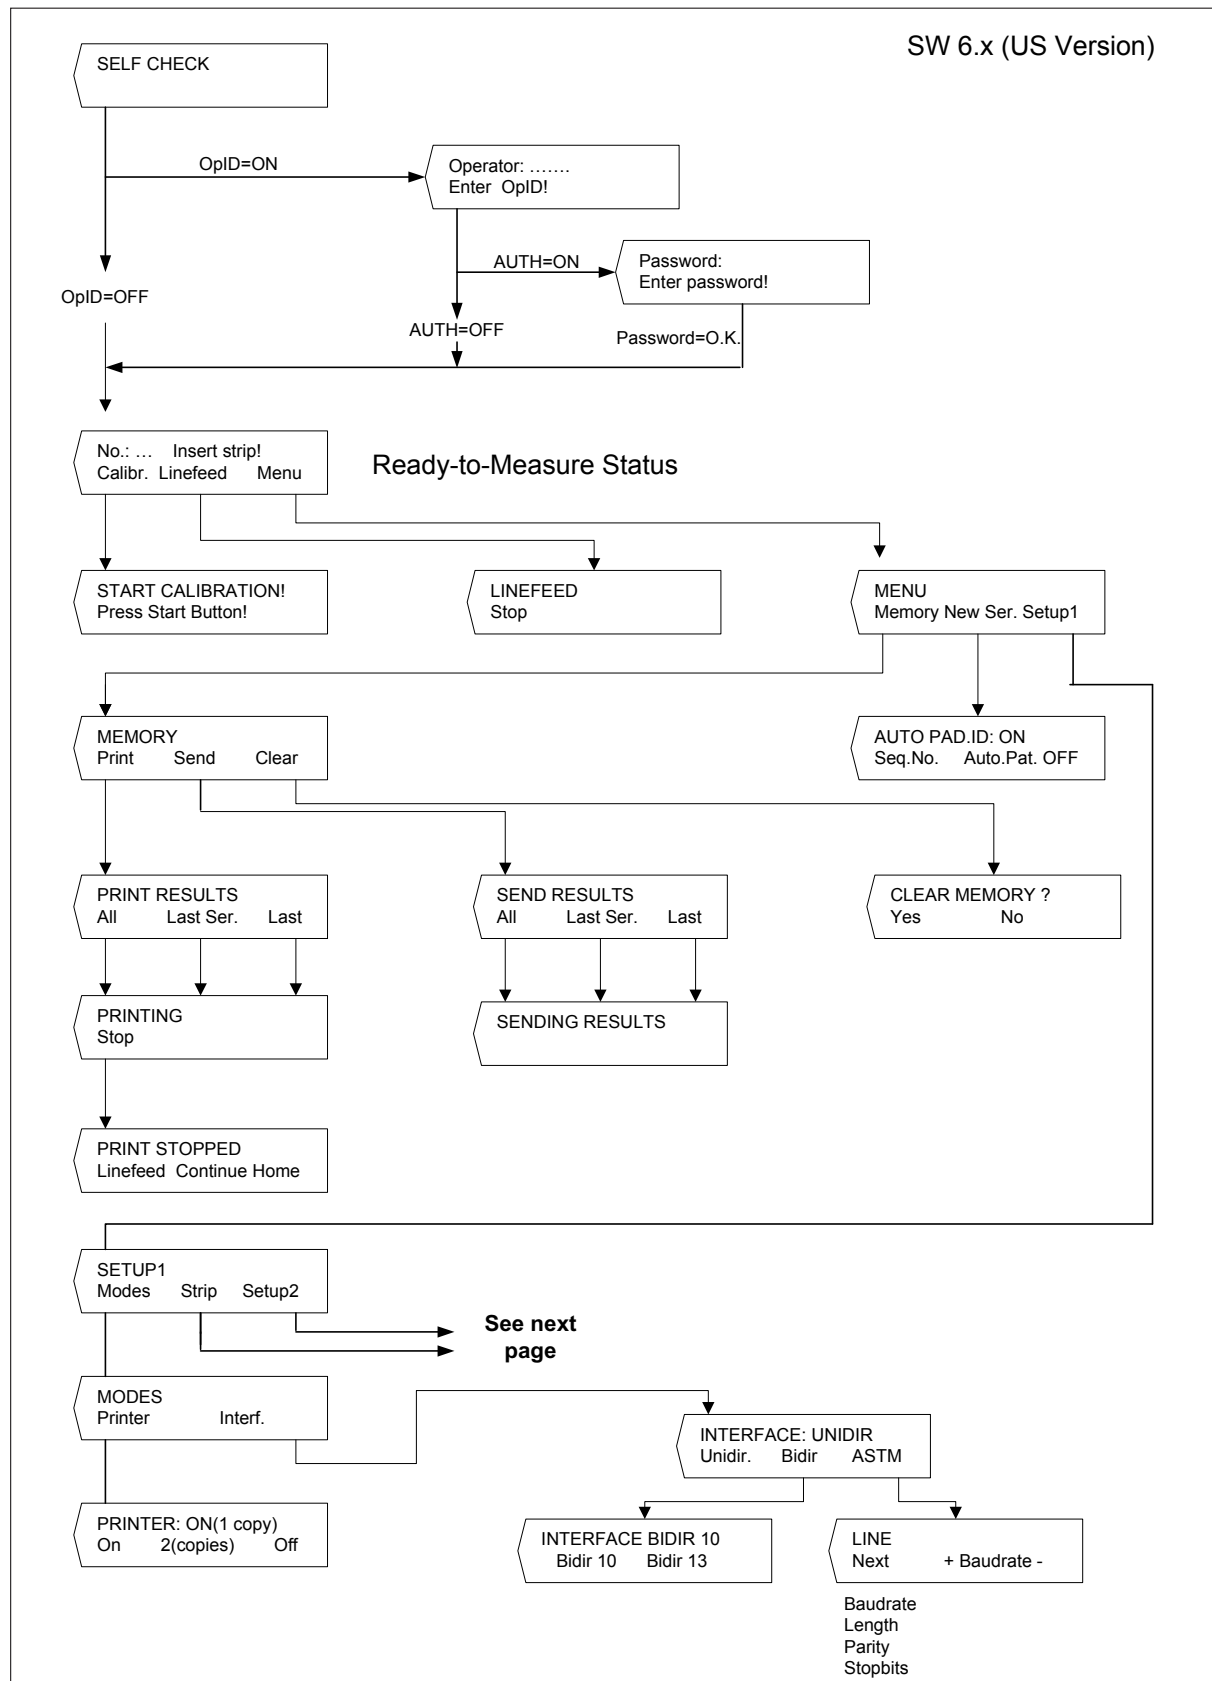 SW 6.x (US Version)
SELF CHECK
OpID=ON
Operator: .......
Enter OpID!
AUTH=ON
Password:
Enter password!
OpID=OFF
AUTH=OFF
Password=O.K.
No.: ... Insert strip!
Calibr. Linefeed Menu
Ready-to-Measure Status
START CALIBRATION!
Press Start Button!
LINEFEED
Stop
MENU
Memory New Ser. Setup1
MEMORY
Print Send Clear
AUTO PAD.ID: ON
Seq.No. Auto.Pat. OFF
PRINT RESULTS
All Last Ser. Last
SEND RESULTS
All Last Ser. Last
CLEAR MEMORY ?
Yes No
PRINTING
Stop
SENDING RESULTS
PRINT STOPPED
Linefeed Continue Home
SETUP1
Modes Strip Setup2
See next
page
MODES
Printer Interf.
INTERFACE: UNIDIR
Unidir. Bidir ASTM
PRINTER: ON(1 copy)
On 2(copies) Off
INTERFACE BIDIR 10
Bidir 10 Bidir 13
LINE
Next + Baudrate -
Baudrate
Length
Parity
Stopbits